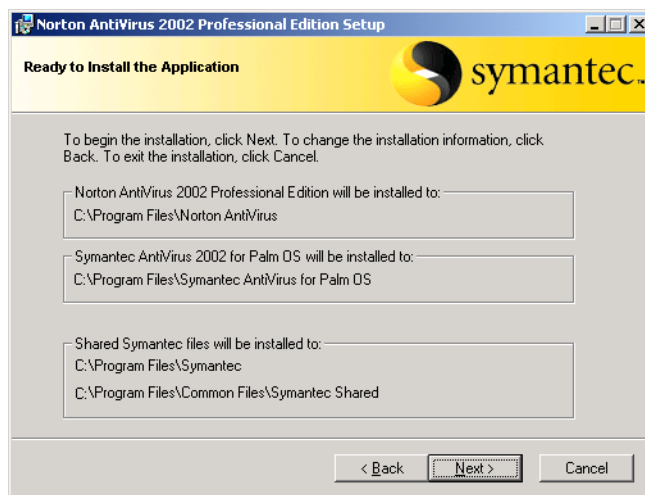 Norton AntiVirus 2002 Professional Edition Setup
Ready to Install the Application
symantec.
To begin the installation, click Next. To change the installation information, click
Back. To exit the installation, click Cancel.
Norton AntiVirus 2002 Professional Edition will be installed to:
C:\Program Files\Norton AntiVirus
Symantec AntiVirus 2002 for Palm OS will be installed to:
C:\Program Files\Symantec AntiVirus for Palm OS
Shared Symantec files will be installed to:
C:\Program Files\Symantec
C:\Program Files\Common Files\Symantec Shared
< Back Next > Cancel